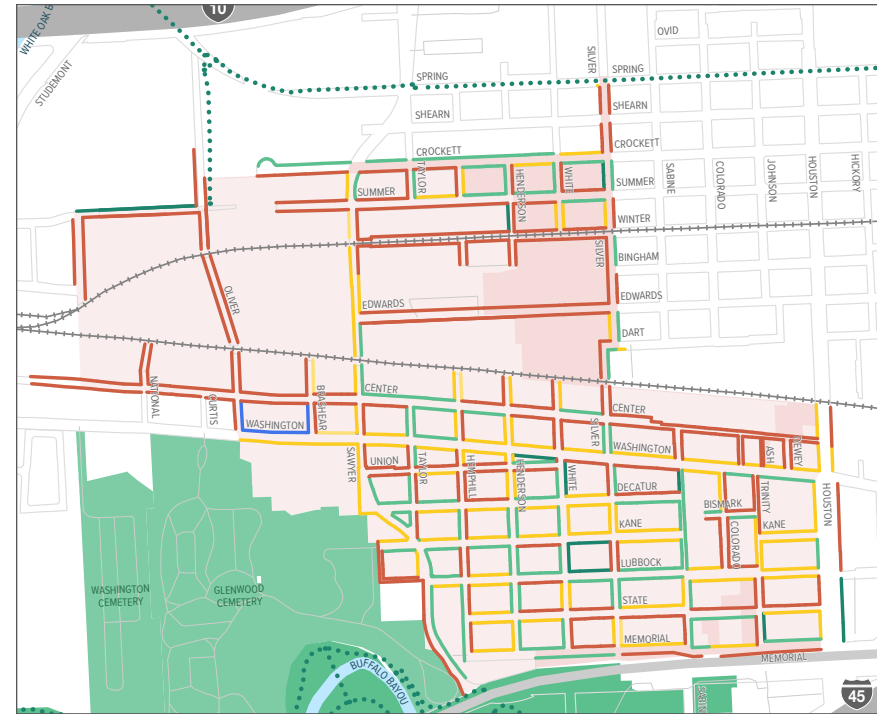 10
WHITE OAK B
STUDEMONT
OVID
SILVER
SPRING
SPRING
SHEARN
SHEARN
CROCKETT
CROCKETT
TAYLOR
HENDERSON
WHIT
SABINE
COLORADO
JOHNSON
HOUSTON
HICKORY
SUMMER
SUMMER
WINTER
SILVER
BINGHAM
OLIVER
EDWARDS
EDWARDS
DART
NATIONAL
CURTIS
BRASHEAR
CENTER
CENTER
WASHINGTON
SILVER
WASHINGTON
ASH
DEWEY
SAWYER
UNION
TAYLOR
HEMPHILL
HENDERSON
WHITE
DECATUR
BISMARK
TRINITY
HOUSTON
KANE
COLORADO
KANE
LUBBOCK
WASHINGTON
CEMETERY
GLENWOOD
CEMETERY
STATE
MEMORIAL
MEMORIAL
BUFFALO BAYOU
45